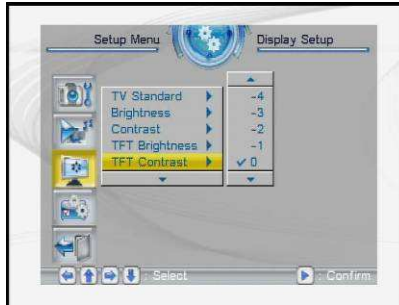 Setup Menu
Display Setup
TV Standard
Brightness
Contrast
TFT Brightness
TFT Contrast
-4
-3
-2
-1
0
: Select
: Confirm